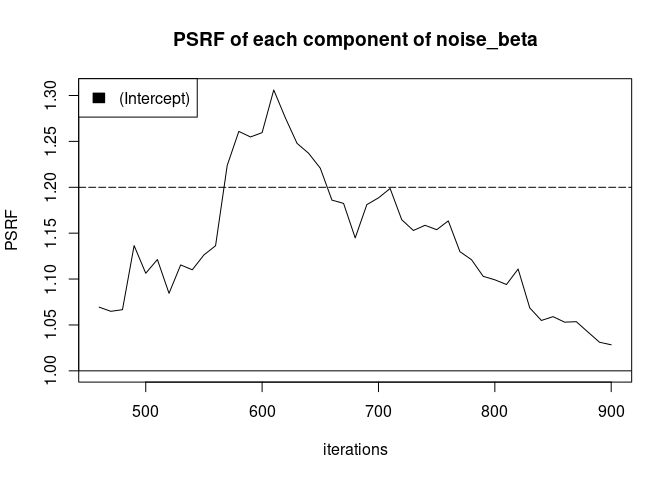 PSRF of each component of noise_beta
(Intercept)
PSRF
1.30
1.25
1.20
1.15
1.10
1.05
1.00
500 600 700 800 900
iterations